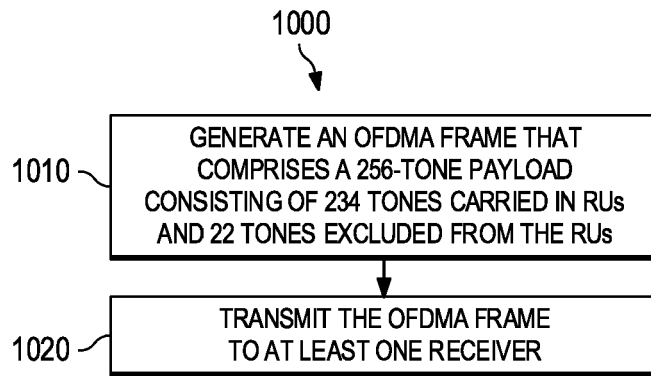 1000
1010
GENERATE AN OFDMA FRAME THAT
COMPRISES A 256-TONE PAYLOAD
CONSISTING OF 234 TONES CARRIED IN RUs
AND 22 TONES EXCLUDED FROM THE RUs
1020
TRANSMIT THE OFDMA FRAME
TO AT LEAST ONE RECEIVER